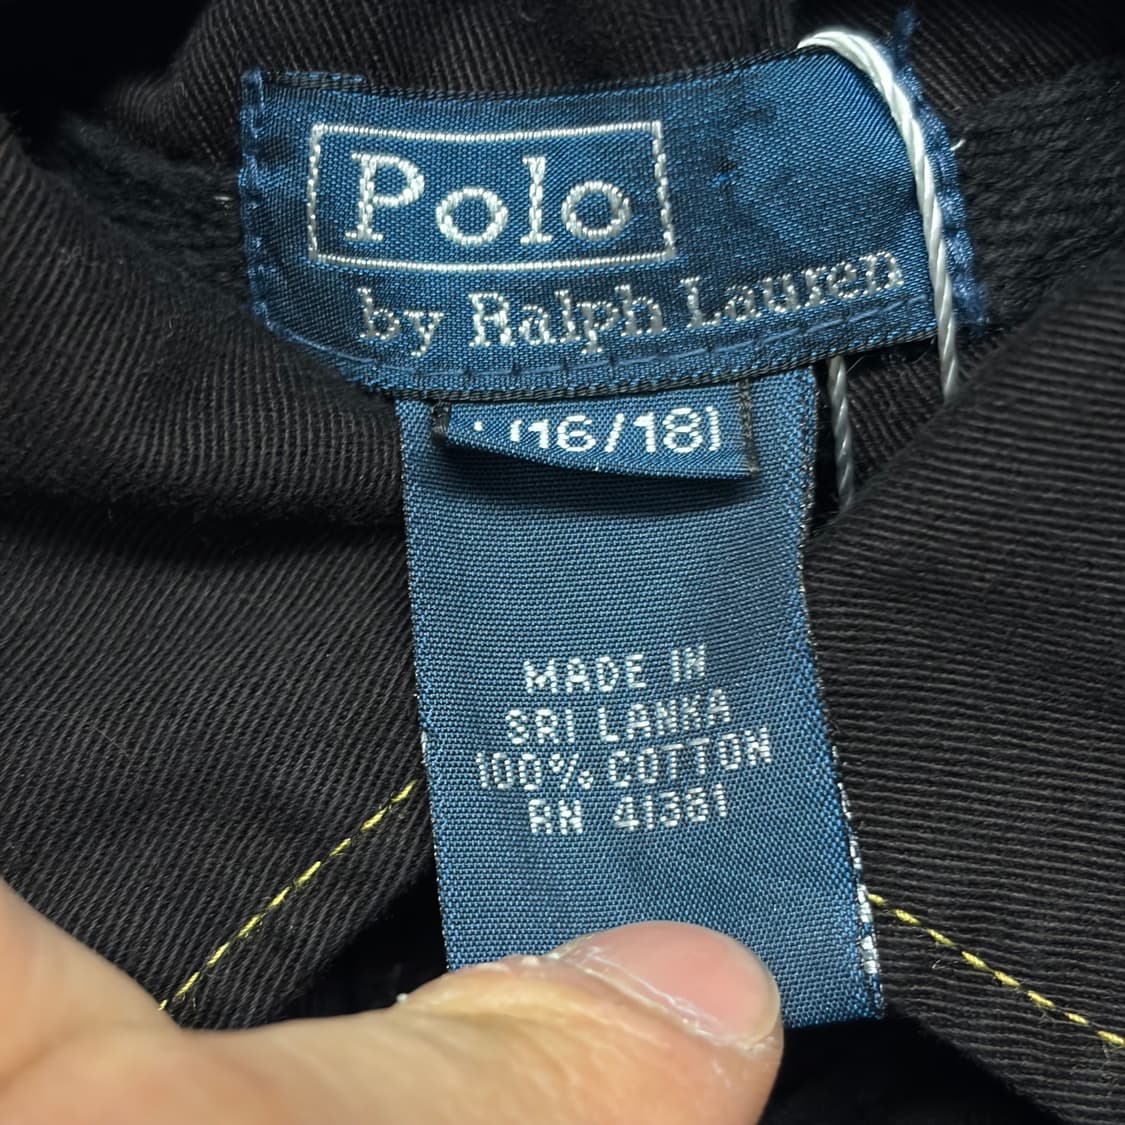 Polo
by Ralph Lauren
(16/18)
MADE IN
SRI LANKA
100% COTTON
RN 41381